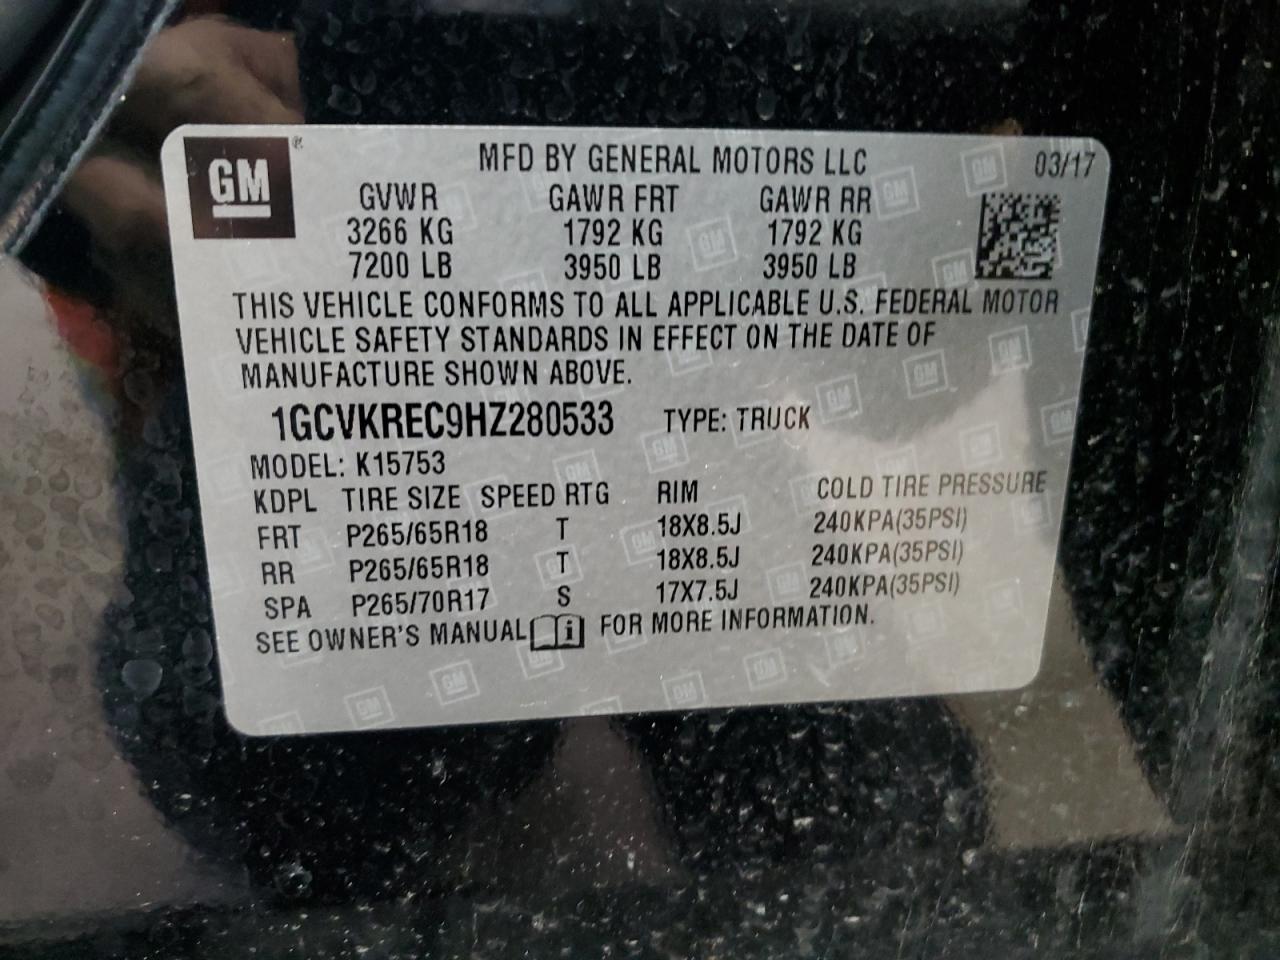 GM®
MFD BY GENERAL MOTORS LLC 03/17
GVWR GAWR FRT GAWR RR
3266 KG 1792 KG 1792 KG
7200 LB 3950 LB 3950 LB
THIS VEHICLE CONFORMS TO ALL APPLICABLE U.S. FEDERAL MOTOR
VEHICLE SAFETY STANDARDS IN EFFECT ON THE DATE OF
MANUFACTURE SHOWN ABOVE.
1GCVKREC9HZ280533 TYPE: TRUCK
MODEL: K15753
KDPL TIRE SIZE SPEED RTG RIM COLD TIRE PRESSURE
FRT P265/65R18 T 18X8.5J 240KPA(35PSI)
RR P265/65R18 T 18X8.5J 240KPA(35PSI)
SPA P265/70R17 S 17X7.5J 240KPA(35PSI)
SEE OWNER'S MANUAL FOR MORE INFORMATION.